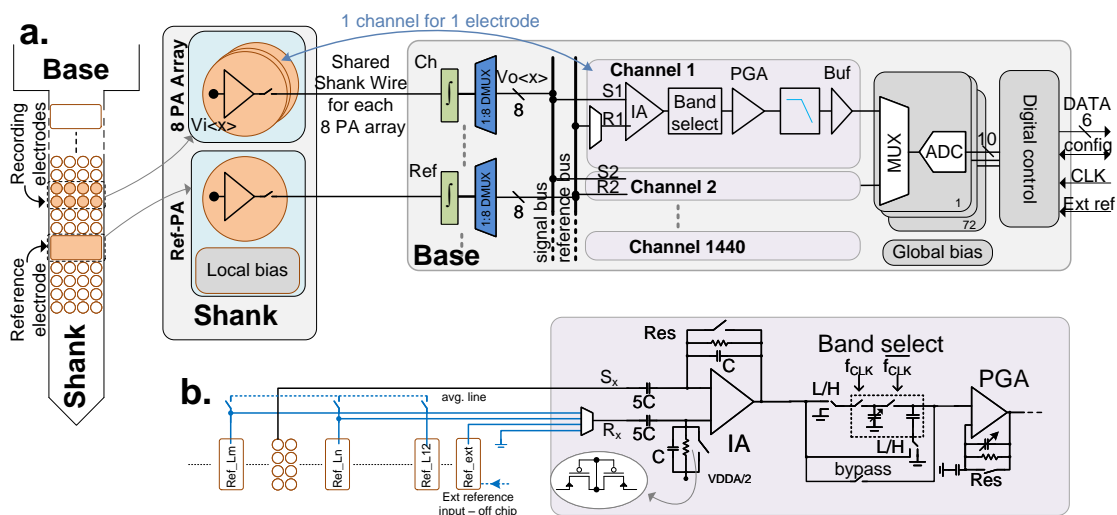 a.
Base
Recording
electrodes
Reference
electrode
Shank
8 PA Array
Vi<x>
Ref-PA
Local bias
Shank
1 channel for 1 electrode
Shared
Shank Wire
for each
8 PA array
Ch
∫
1:8 DMUX
Vo<x>
8
Ref
∫
1:8 DMUX
8
Base
signal bus
reference bus
Channel 1
S1
R1
IA
Band
select
PGA
Buf
S2
R2
Channel 2
Channel 1440
MUX
ADC
10
1
72
Global bias
Digital control
DATA
6
config
CLK
Ext ref
b.
avg. line
Ref_Lm
Ref_Ln
Ref_L12
Ref_ext
Ext reference
input – off chip
Sx
Rx
5C
5C
Res
C
C
IA
VDDA/2
Band select
fCLK
fCLK
L/H
L/H
bypass
PGA
Res